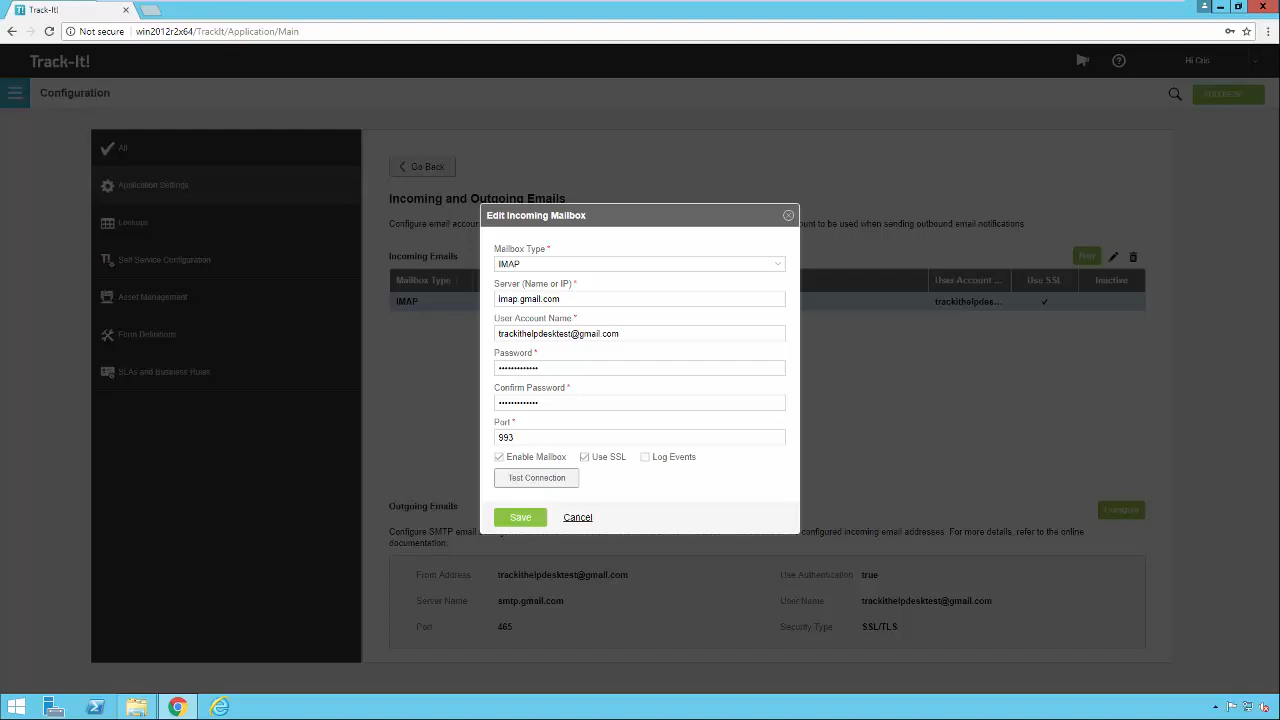 Track-It!
Not secure | win2012r2x64/TrackIt/Application/Main
Track-It!
Hi Cris
Configuration
All
Application Settings
Lookups
Self Service Configuration
Asset Management
Form Definitions
SLAs and Business Rules
Go Back
Incoming and Outgoing Emails
Configure email accou
ount to be used when sending outbound email notifications
Incoming Emails
New
Mailbox Type
User Account ...
Use SSL
Inactive
IMAP
trackithelpdes...
Edit Incoming Mailbox
Mailbox Type *
IMAP
Server (Name or IP) *
imap.gmail.com
User Account Name *
trackithelpdesktest@gmail.com
Password *
•••••••••••••
Confirm Password *
•••••••••••••
Port *
993
Enable Mailbox
Use SSL
Log Events
Test Connection
Save
Cancel
Outgoing Emails
Configure
Configure SMTP email
configured incoming email addresses. For more details, refer to the online
documentation.
From Address
trackithelpdesktest@gmail.com
Use Authentication
true
Server Name
smtp.gmail.com
User Name
trackithelpdesktest@gmail.com
Port
465
Security Type
SSL/TLS